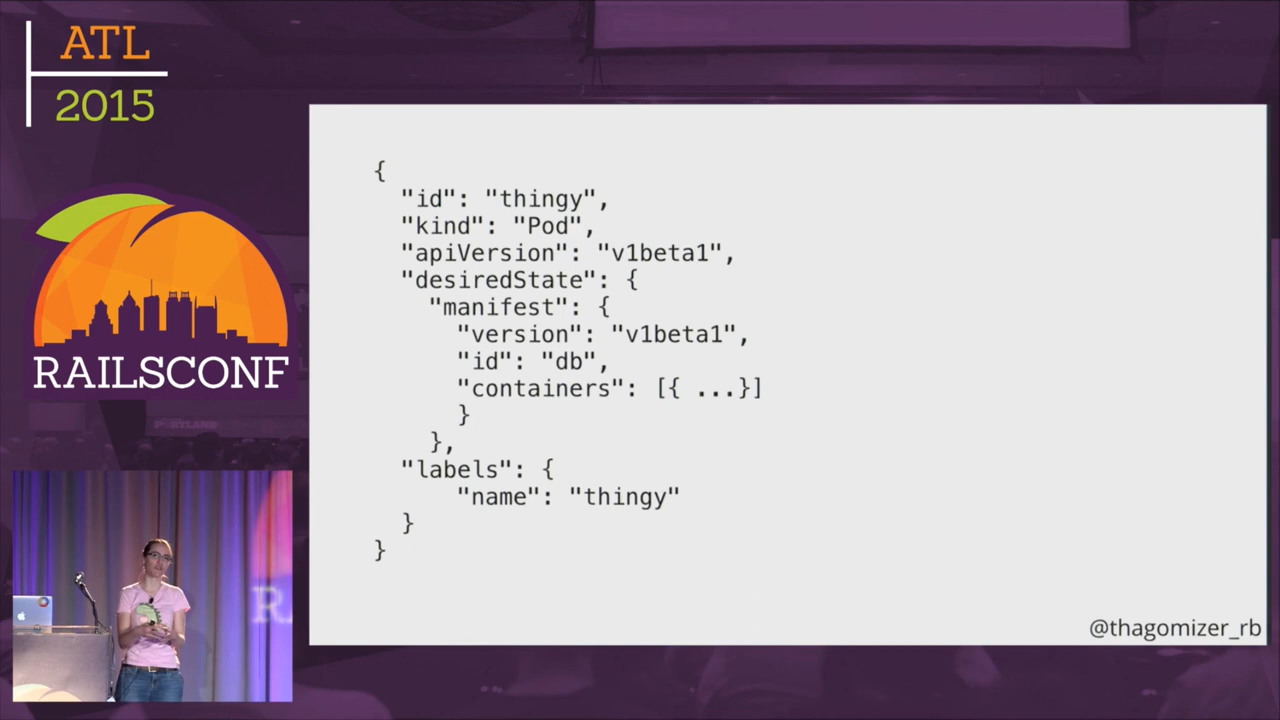 ATL
2015
RAILSCONF
{
"id": "thingy",
"kind": "Pod",
"apiVersion": "v1beta1",
"desiredState": {
"manifest": {
"version": "v1beta1",
"id": "db",
"containers": [{ ...}]
}
},
"labels": {
"name": "thingy"
}
}
@thagomizer_rb
PORTLAND
R